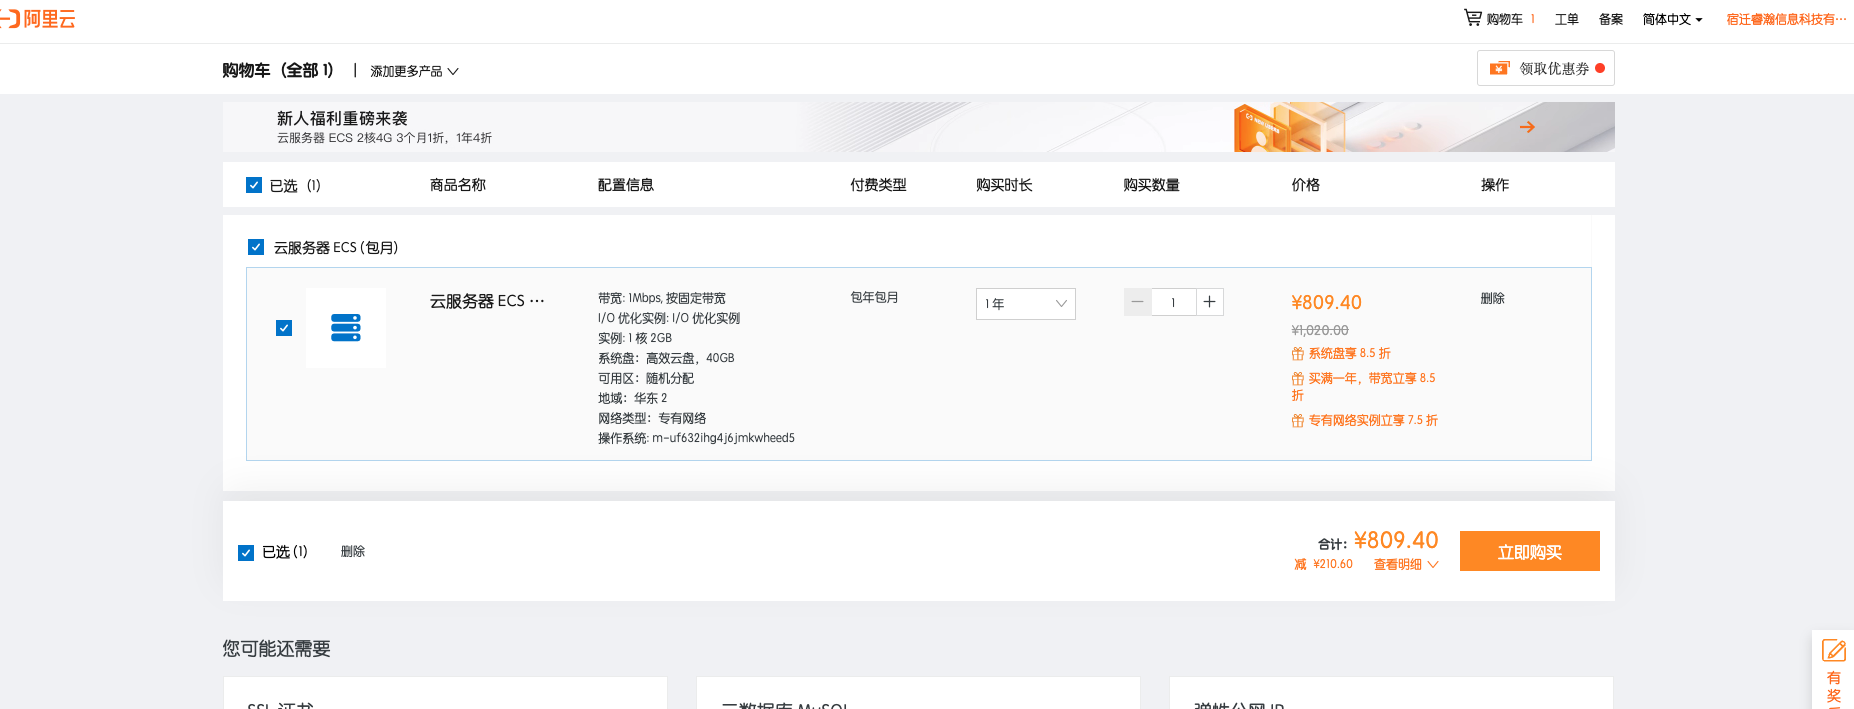 阿里云
购物车 1 工单 备案 简体中文 宿迁睿瀚信息科技有···
购物车（全部 1） | 添加更多产品
领取优惠券
新人福利重磅来袭
云服务器 ECS 2核4G 3个月1折，1年4折
已选 (1) 商品名称 配置信息 付费类型 购买时长 购买数量 价格 操作
云服务器 ECS (包月)
云服务器 ECS ···
带宽: 1Mbps, 按固定带宽
I/O 优化实例: I/O 优化实例
实例: 1 核 2GB
系统盘：高效云盘，40GB
可用区：随机分配
地域：华东 2
网络类型：专有网络
操作系统: m-uf632ihg4j6jmkwheed5
包年包月
1 年
— 1 +
¥809.40
¥1,020.00
系统盘享 8.5 折
买满一年，带宽立享 8.5
折
专有网络实例立享 7.5 折
删除
已选 (1) 删除
合计：¥809.40
减 ¥210.60 查看明细
立即购买
您可能还需要
SSL 证书
云数据库 MySQL
弹性公网 IP
有
奖